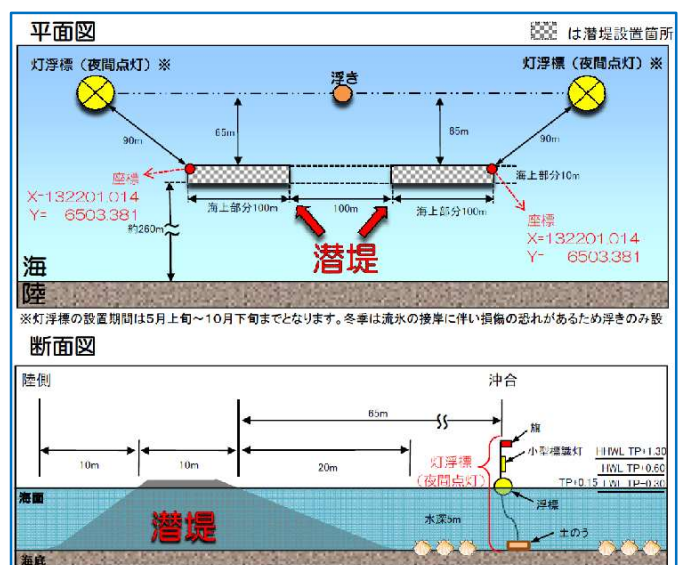 平面図
は潜堤設置箇所
灯浮標（夜間点灯）※
浮き
灯浮標（夜間点灯）※
90m
65m
65m
90m
座標
X=132201.014
Y= 6503.381
海上部分10m
海上部分100m
100m
海上部分100m
座標
X=132201.014
Y- 6503.381
約260m
潜堤
海
陸
※灯浮標の設置期間は5月上旬～10月下旬までとなります。冬季は流氷の接岸に伴い損傷の恐れがあるため浮きのみ設
断面図
陸側
沖合
65m
旗
小型標識灯
HHWL TP+1.30
HWL TP+0.60
TP+0.15
LWL TP-0.30
10m
10m
20m
灯浮標
（夜間点灯）
浮標
海面
潜堤
水深5m
土のう
海底